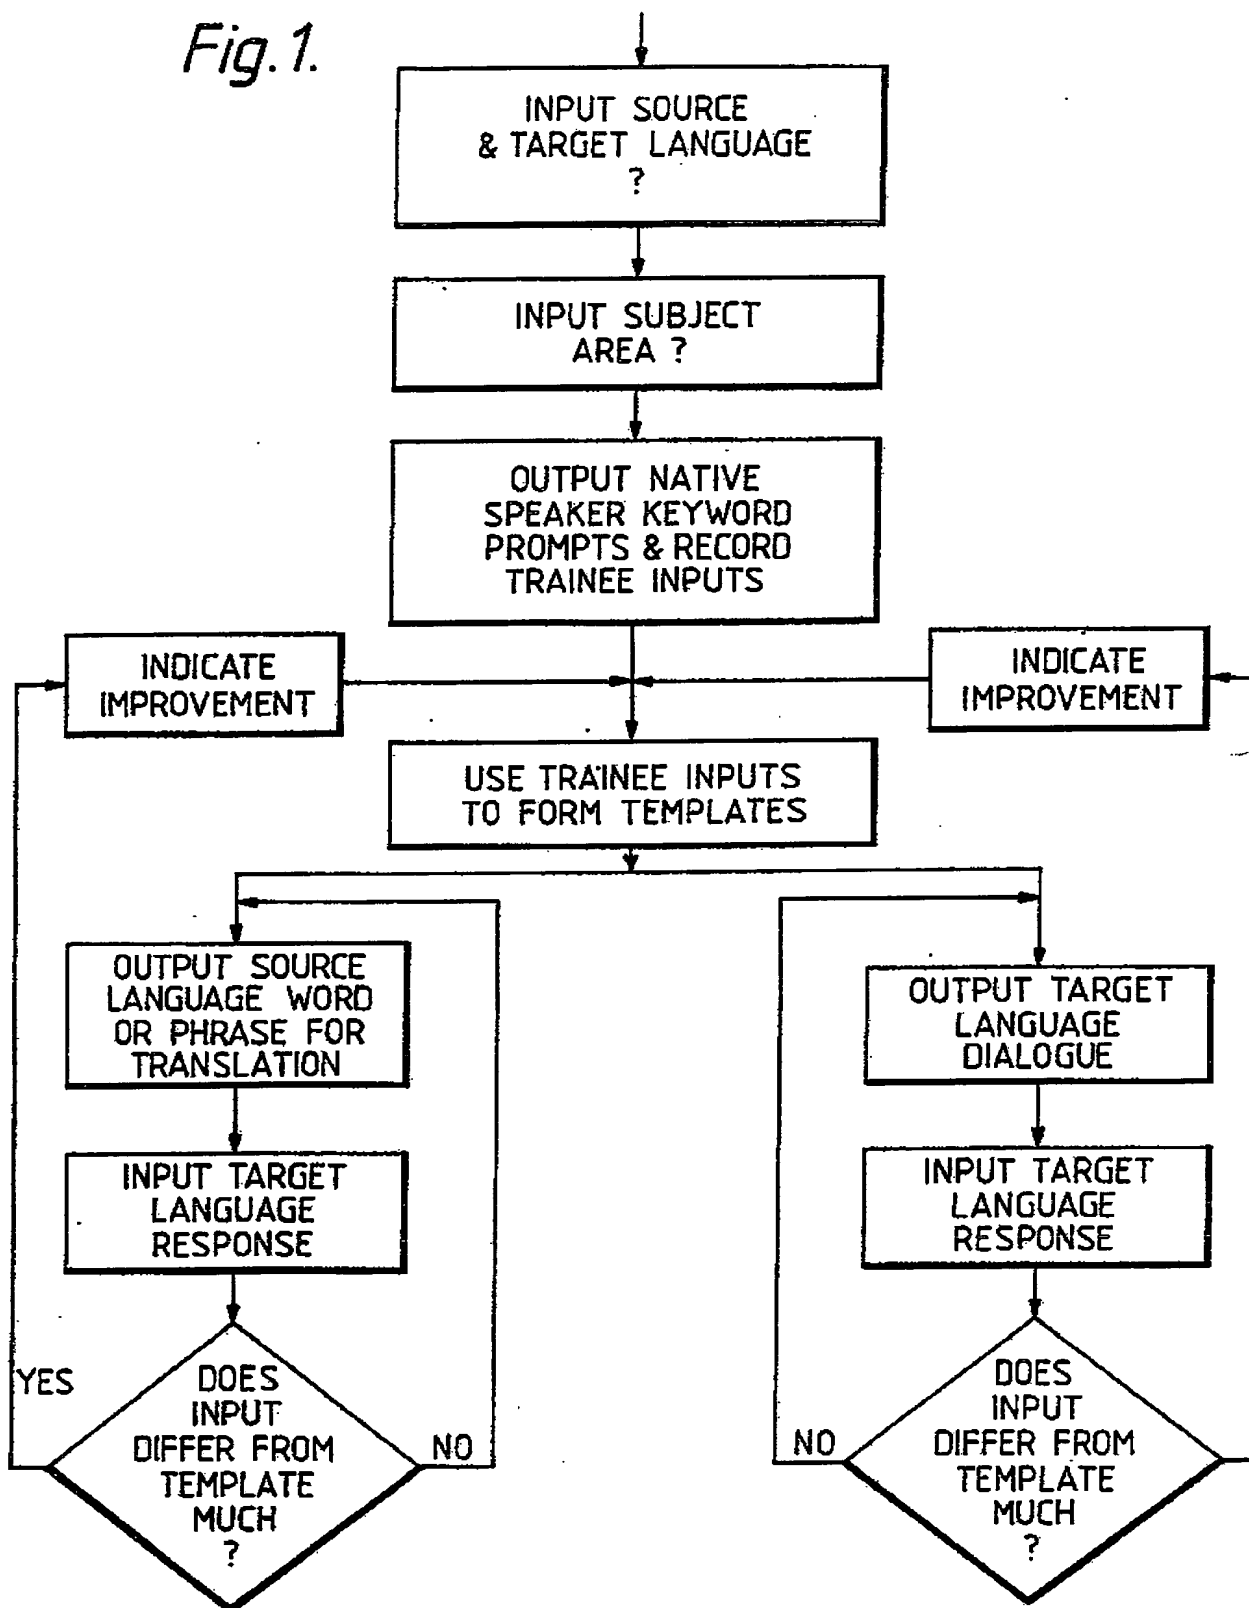 Fig.1.
INPUT SOURCE
& TARGET LANGUAGE
?
INPUT SUBJECT
AREA ?
OUTPUT NATIVE
SPEAKER KEYWORD
PROMPTS & RECORD
TRAINEE INPUTS
INDICATE
IMPROVEMENT
INDICATE
IMPROVEMENT
USE TRAINEE INPUTS
TO FORM TEMPLATES
OUTPUT SOURCE
LANGUAGE WORD
OR PHRASE FOR
TRANSLATION
INPUT TARGET
LANGUAGE
RESPONSE
YES
DOES
INPUT
DIFFER FROM
TEMPLATE
MUCH
?
NO
OUTPUT TARGET
LANGUAGE
DIALOGUE
INPUT TARGET
LANGUAGE
RESPONSE
NO
DOES
INPUT
DIFFER FROM
TEMPLATE
MUCH
?